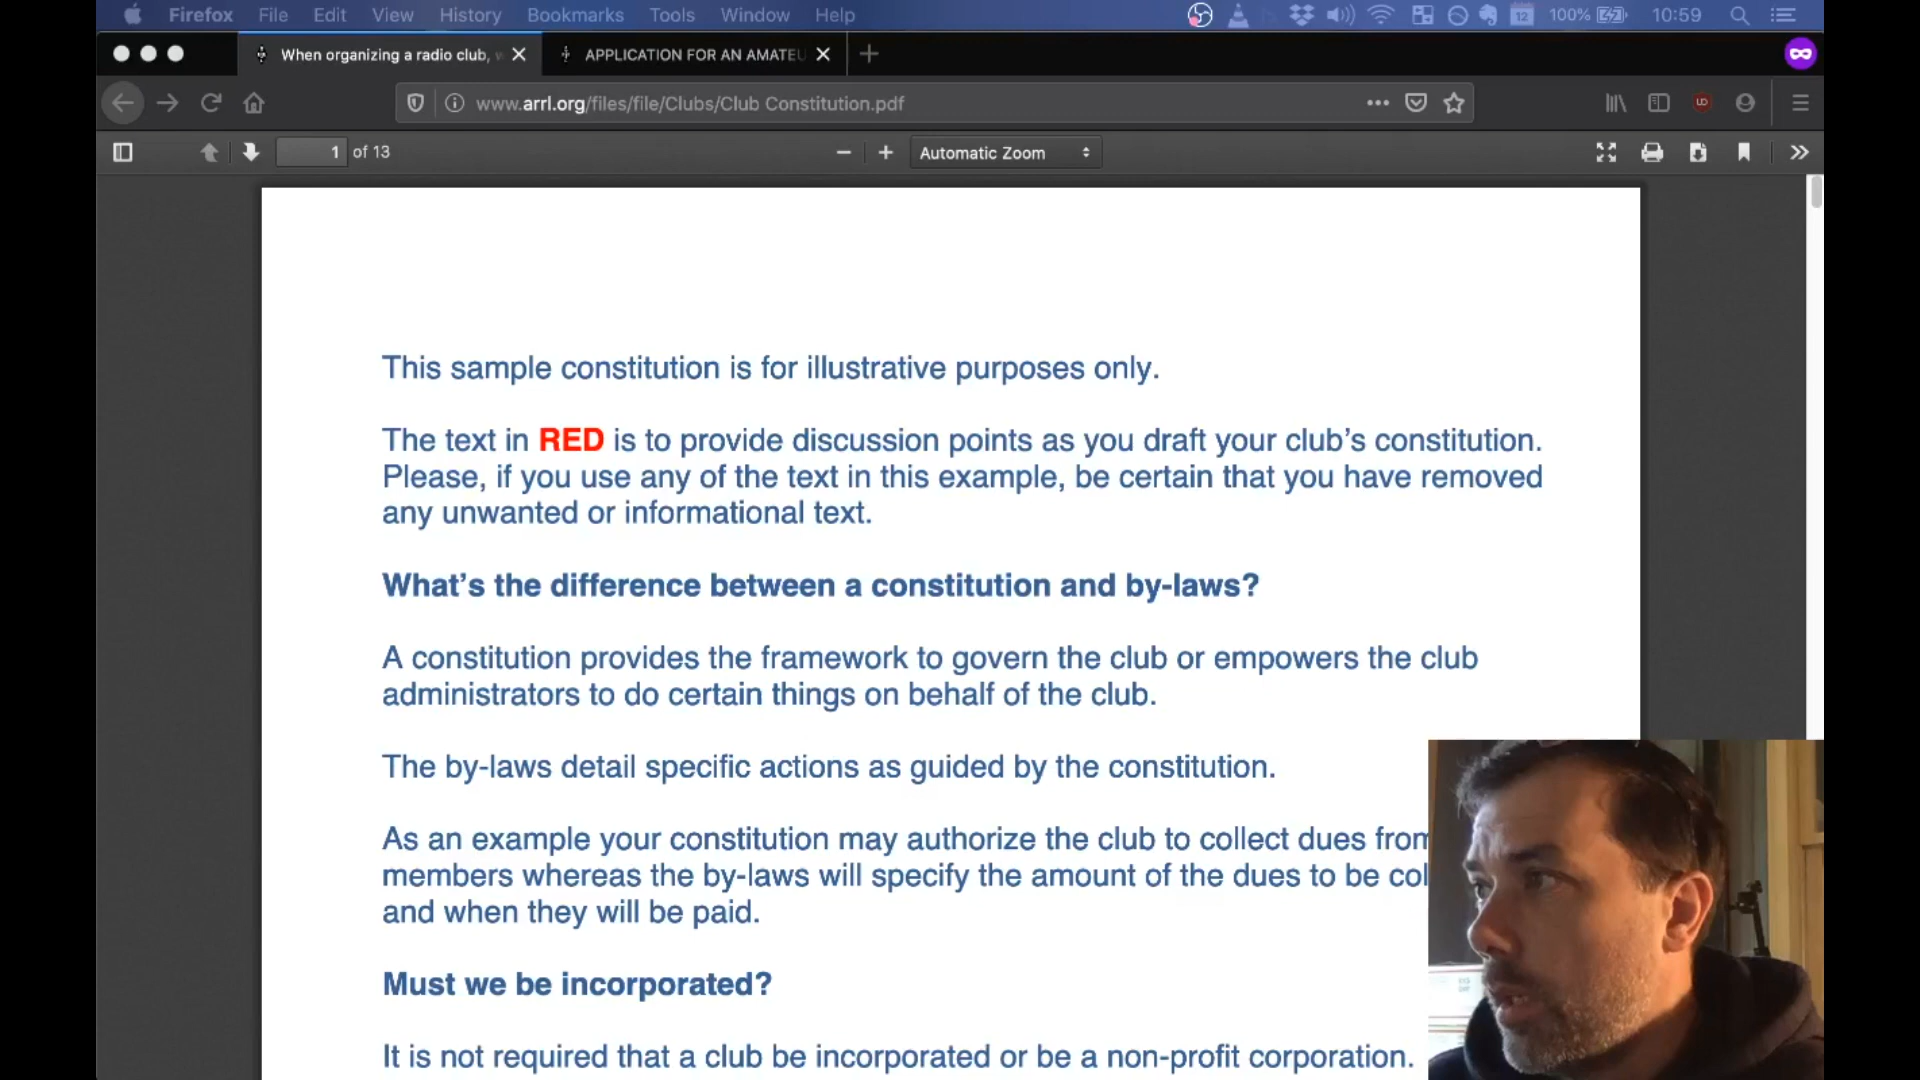 Firefox File Edit View History Bookmarks Tools Window Help 12 100% 10:59
When organizing a radio club, APPLICATION FOR AN AMATEU
www.arrl.org/files/file/Clubs/Club Constitution.pdf
1 of 13 Automatic Zoom
This sample constitution is for illustrative purposes only.
The text in RED is to provide discussion points as you draft your club’s constitution.
Please, if you use any of the text in this example, be certain that you have removed
any unwanted or informational text.
What’s the difference between a constitution and by-laws?
A constitution provides the framework to govern the club or empowers the club
administrators to do certain things on behalf of the club.
The by-laws detail specific actions as guided by the constitution.
As an example your constitution may authorize the club to collect dues from
members whereas the by-laws will specify the amount of the dues to be col
and when they will be paid.
Must we be incorporated?
It is not required that a club be incorporated or be a non-profit corporation.